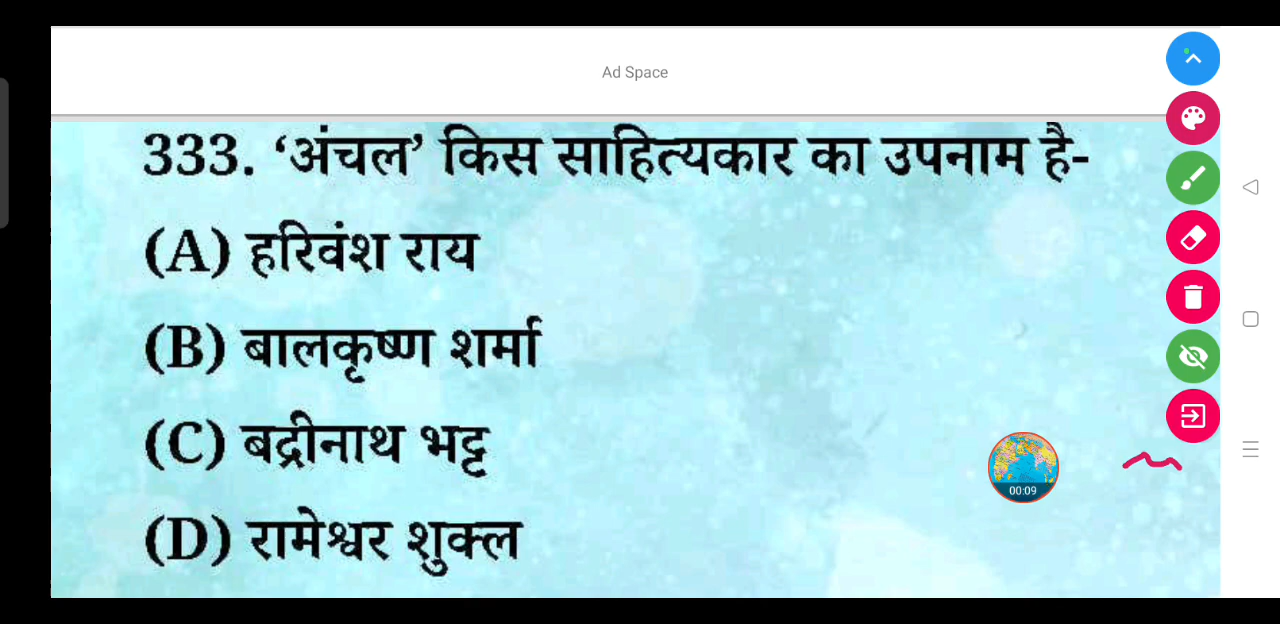 Ad Space
333. ‘अंचल’ किस साहित्यकार का उपनाम है-
(A) हरिवंश राय
(B) बालकृष्ण शर्मा
(C) बद्रीनाथ भट्ट
(D) रामेश्वर शुक्ल
00:09